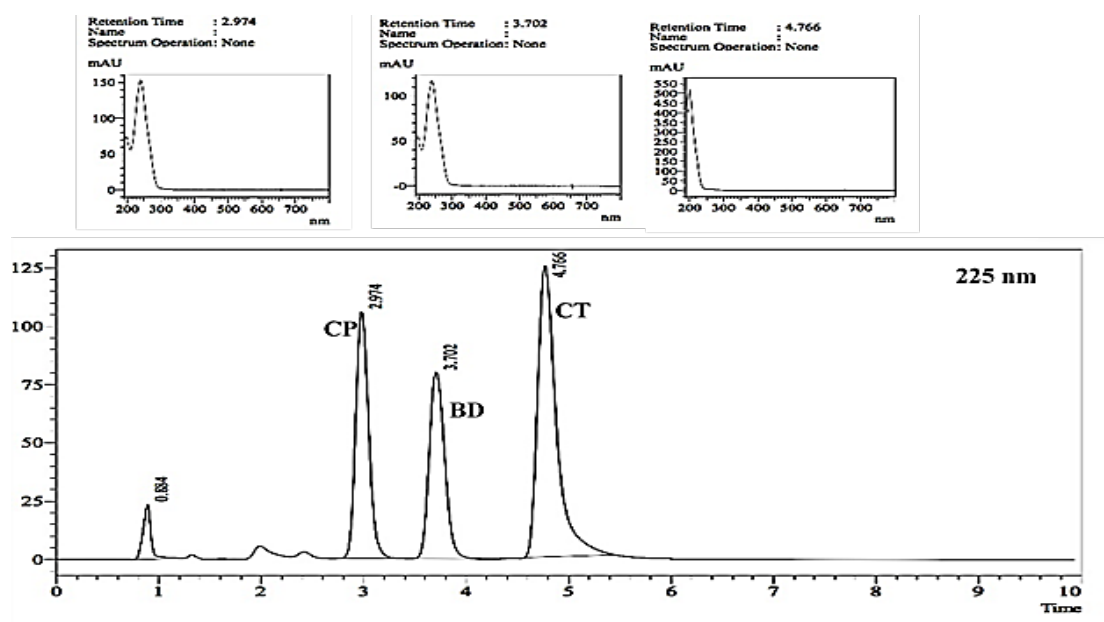 Retention Time : 2.974
Name :
Spectrum Operation: None
mAU
150
100
50
0
200 300 400 500 600 700
nm
Retention Time : 3.702
Name :
Spectrum Operation: None
mAU
100
50
-0
200 300 400 500 600 700
nm
Retention Time : 4.766
Name :
Spectrum Operation: None
mAU
550
500
450
400
350
300
250
200
150
100
50
0
200 300 400 500 600 700
nm
225 nm
125
100
75
50
25
0
0.884
CP
2.974
3.702
BD
4.766
CT
0 1 2 3 4 5 6 7 8 9 10
Time